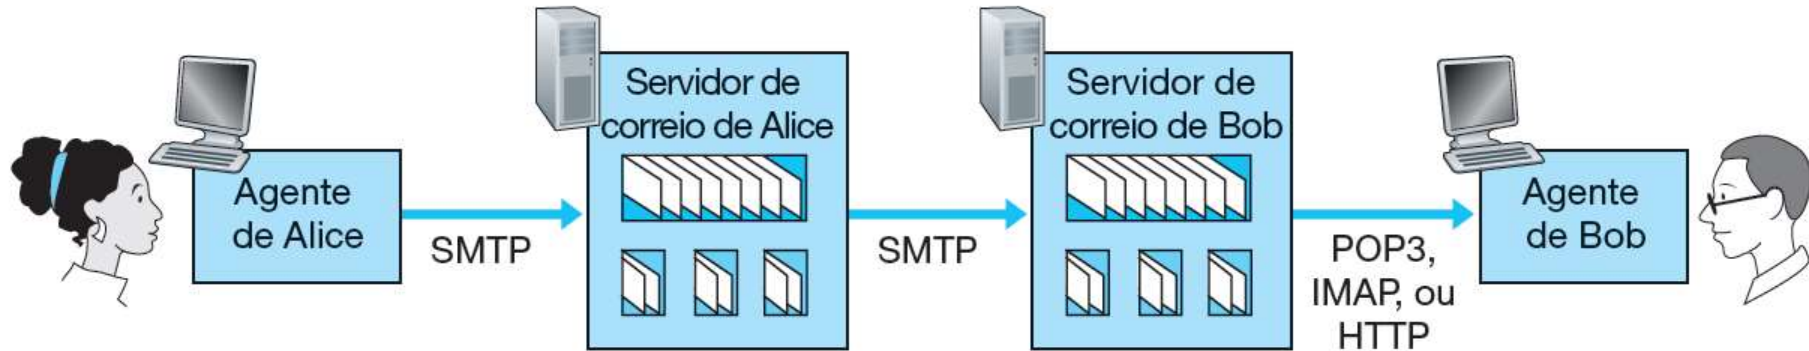 Agente
de Alice
SMTP
Servidor de
correio de Alice
SMTP
Servidor de
correio de Bob
POP3,
IMAP, ou
HTTP
Agente
de Bob